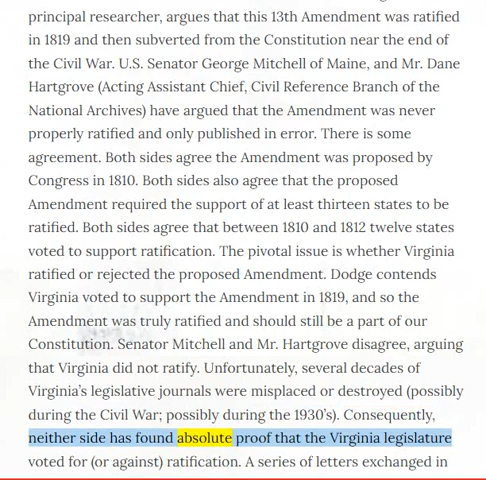 principal researcher, argues that this 13th Amendment was ratified
in 1819 and then subverted from the Constitution near the end of
the Civil War. U.S. Senator George Mitchell of Maine, and Mr. Dane
Hartgrove (Acting Assistant Chief, Civil Reference Branch of the
National Archives) have argued that the Amendment was never
properly ratified and only published in error. There is some
agreement. Both sides agree the Amendment was proposed by
Congress in 1810. Both sides also agree that the proposed
Amendment required the support of at least thirteen states to be
ratified. Both sides agree that between 1810 and 1812 twelve states
voted to support ratification. The pivotal issue is whether Virginia
ratified or rejected the proposed Amendment. Dodge contends
Virginia voted to support the Amendment in 1819, and so the
Amendment was truly ratified and should still be a part of our
Constitution. Senator Mitchell and Mr. Hartgrove disagree, arguing
that Virginia did not ratify. Unfortunately, several decades of
Virginia's legislative journals were misplaced or destroyed (possibly
during the Civil War; possibly during the 1930's). Consequently,
neither side has found absolute proof that the Virginia legislature
voted for (or against) ratification. A series of letters exchanged in